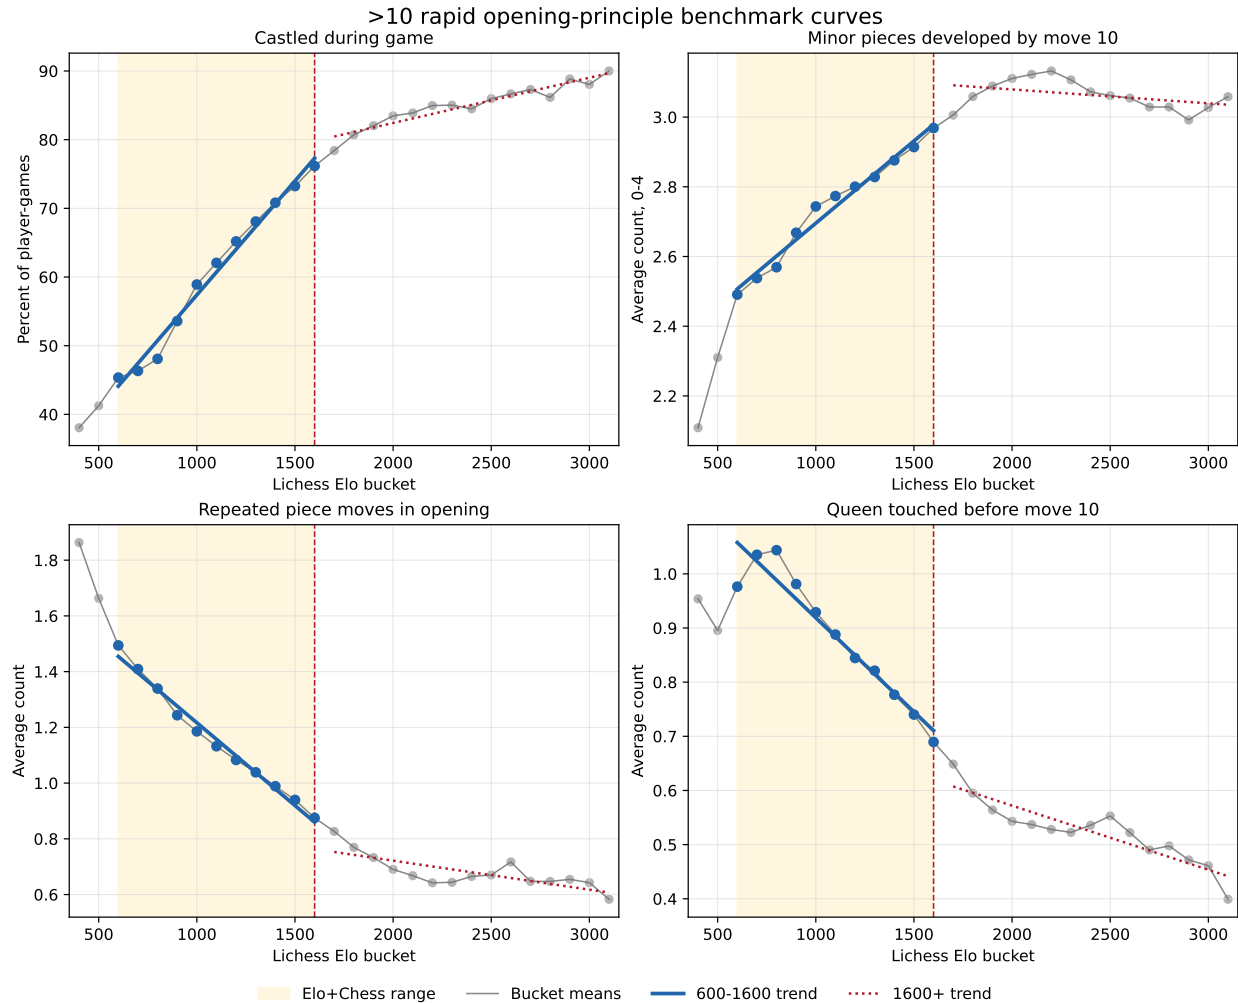 >10 rapid opening-principle benchmark curves
Castled during game
Percent of player-games
90
80
70
60
50
40
500 1000 1500 2000 2500 3000
Lichess Elo bucket
Minor pieces developed by move 10
Average count, 0-4
3.0
2.8
2.6
2.4
2.2
500 1000 1500 2000 2500 3000
Lichess Elo bucket
Repeated piece moves in opening
Average count
1.8
1.6
1.4
1.2
1.0
0.8
0.6
500 1000 1500 2000 2500 3000
Lichess Elo bucket
Queen touched before move 10
Average count
1.0
0.9
0.8
0.7
0.6
0.5
0.4
500 1000 1500 2000 2500 3000
Lichess Elo bucket
Elo+Chess range Bucket means 600-1600 trend 1600+ trend